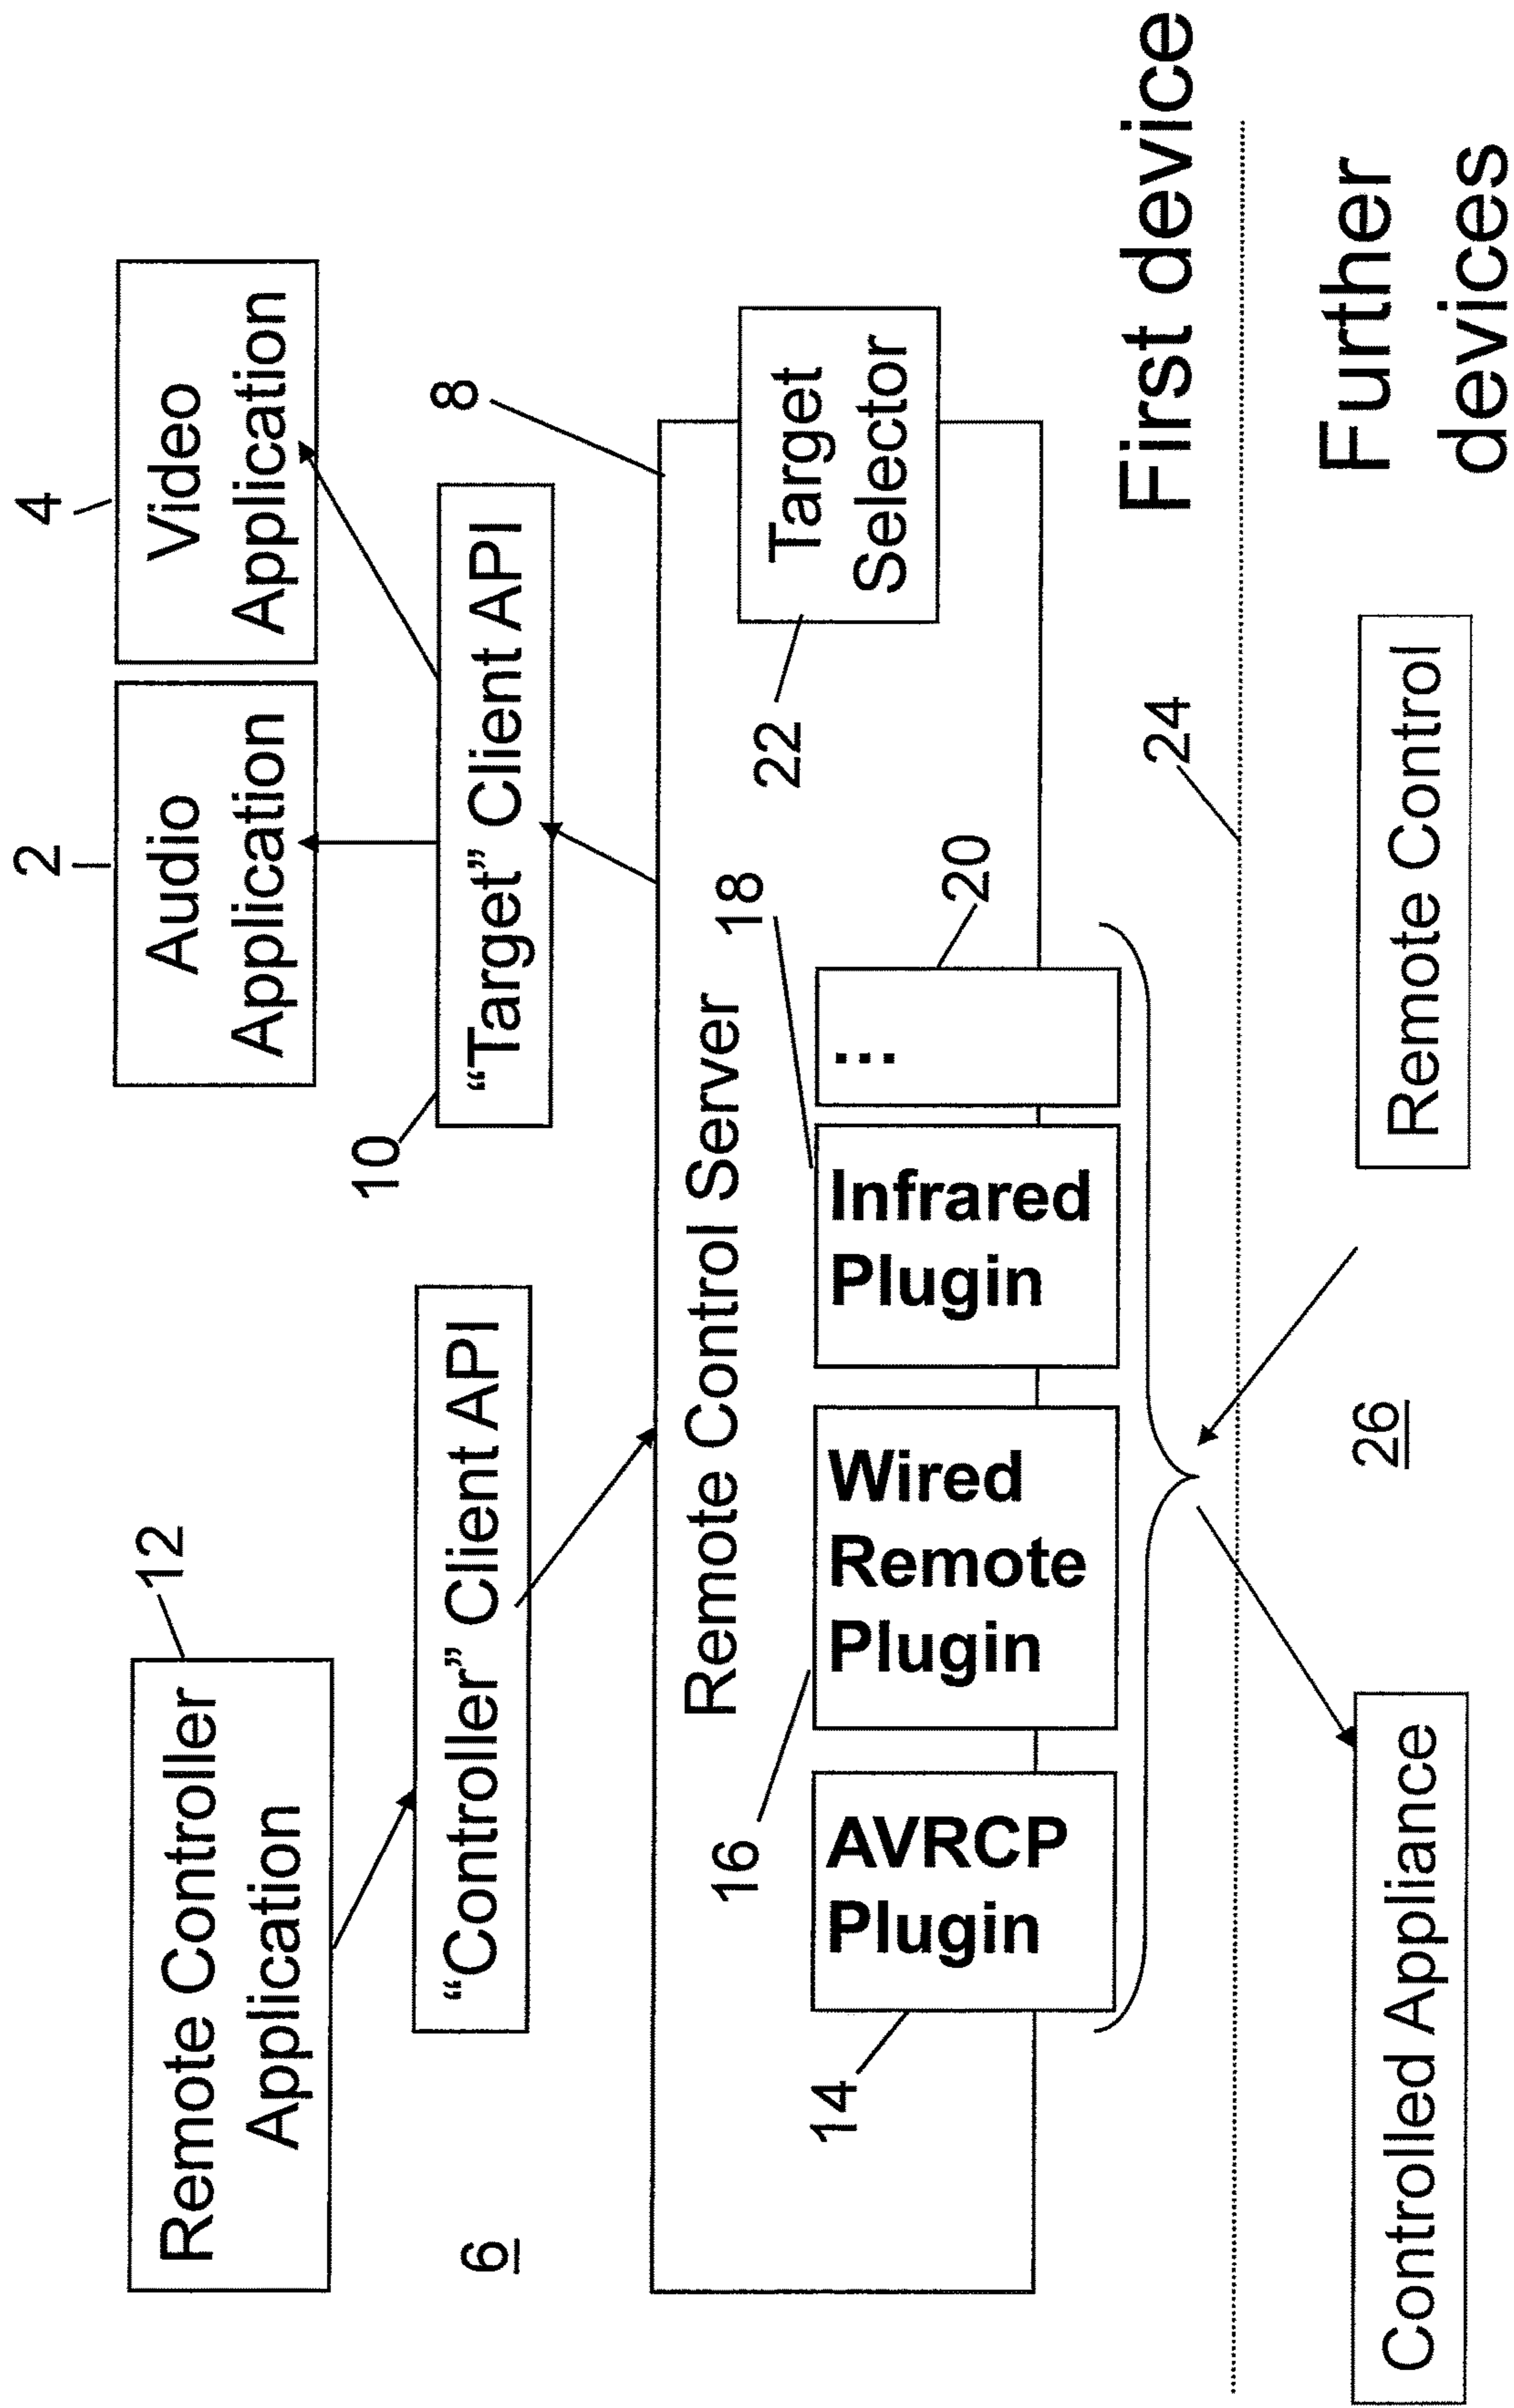 12
Remote Controller
Application
2
Audio
Application
4
Video
Application
6
"Controller" Client API
10
“Target” Client API
8
Remote Control Server
14
AVRCP
Plugin
16
Wired
Remote
Plugin
18
Infrared
Plugin
20
...
22
Target
Selector
First device
24
Further
devices
26
Controlled Appliance
Remote Control